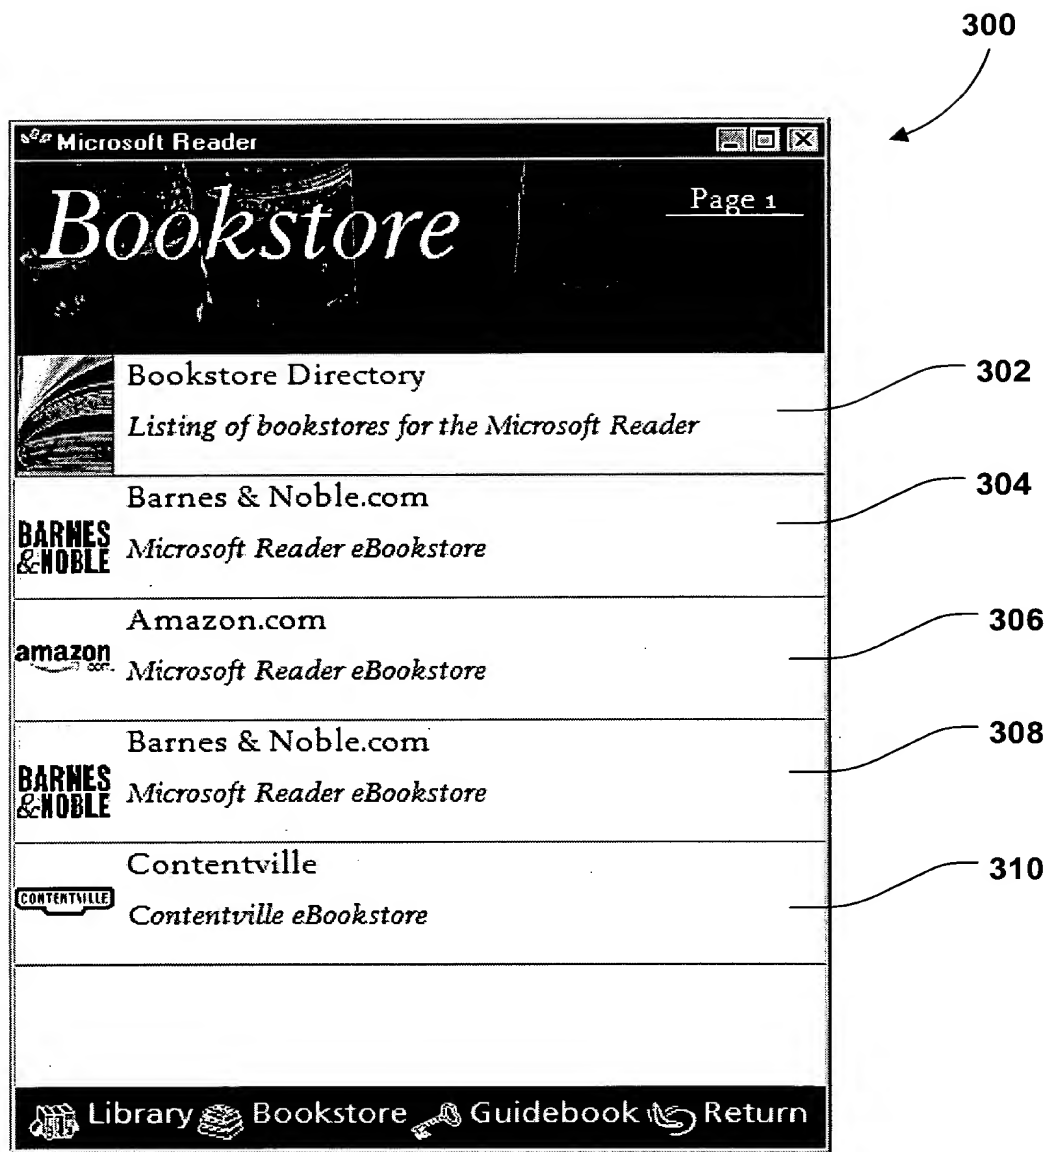 300
Microsoft Reader
Bookstore
Page 1
Bookstore Directory
Listing of bookstores for the Microsoft Reader
302
Barnes & Noble.com
BARNES
&NOBLE
Microsoft Reader eBookstore
304
Amazon.com
amazon
.com.
Microsoft Reader eBookstore
306
Barnes & Noble.com
BARNES
&NOBLE
Microsoft Reader eBookstore
308
Contentville
CONTENTVILLE
Contentville eBookstore
310
Library Bookstore Guidebook Return